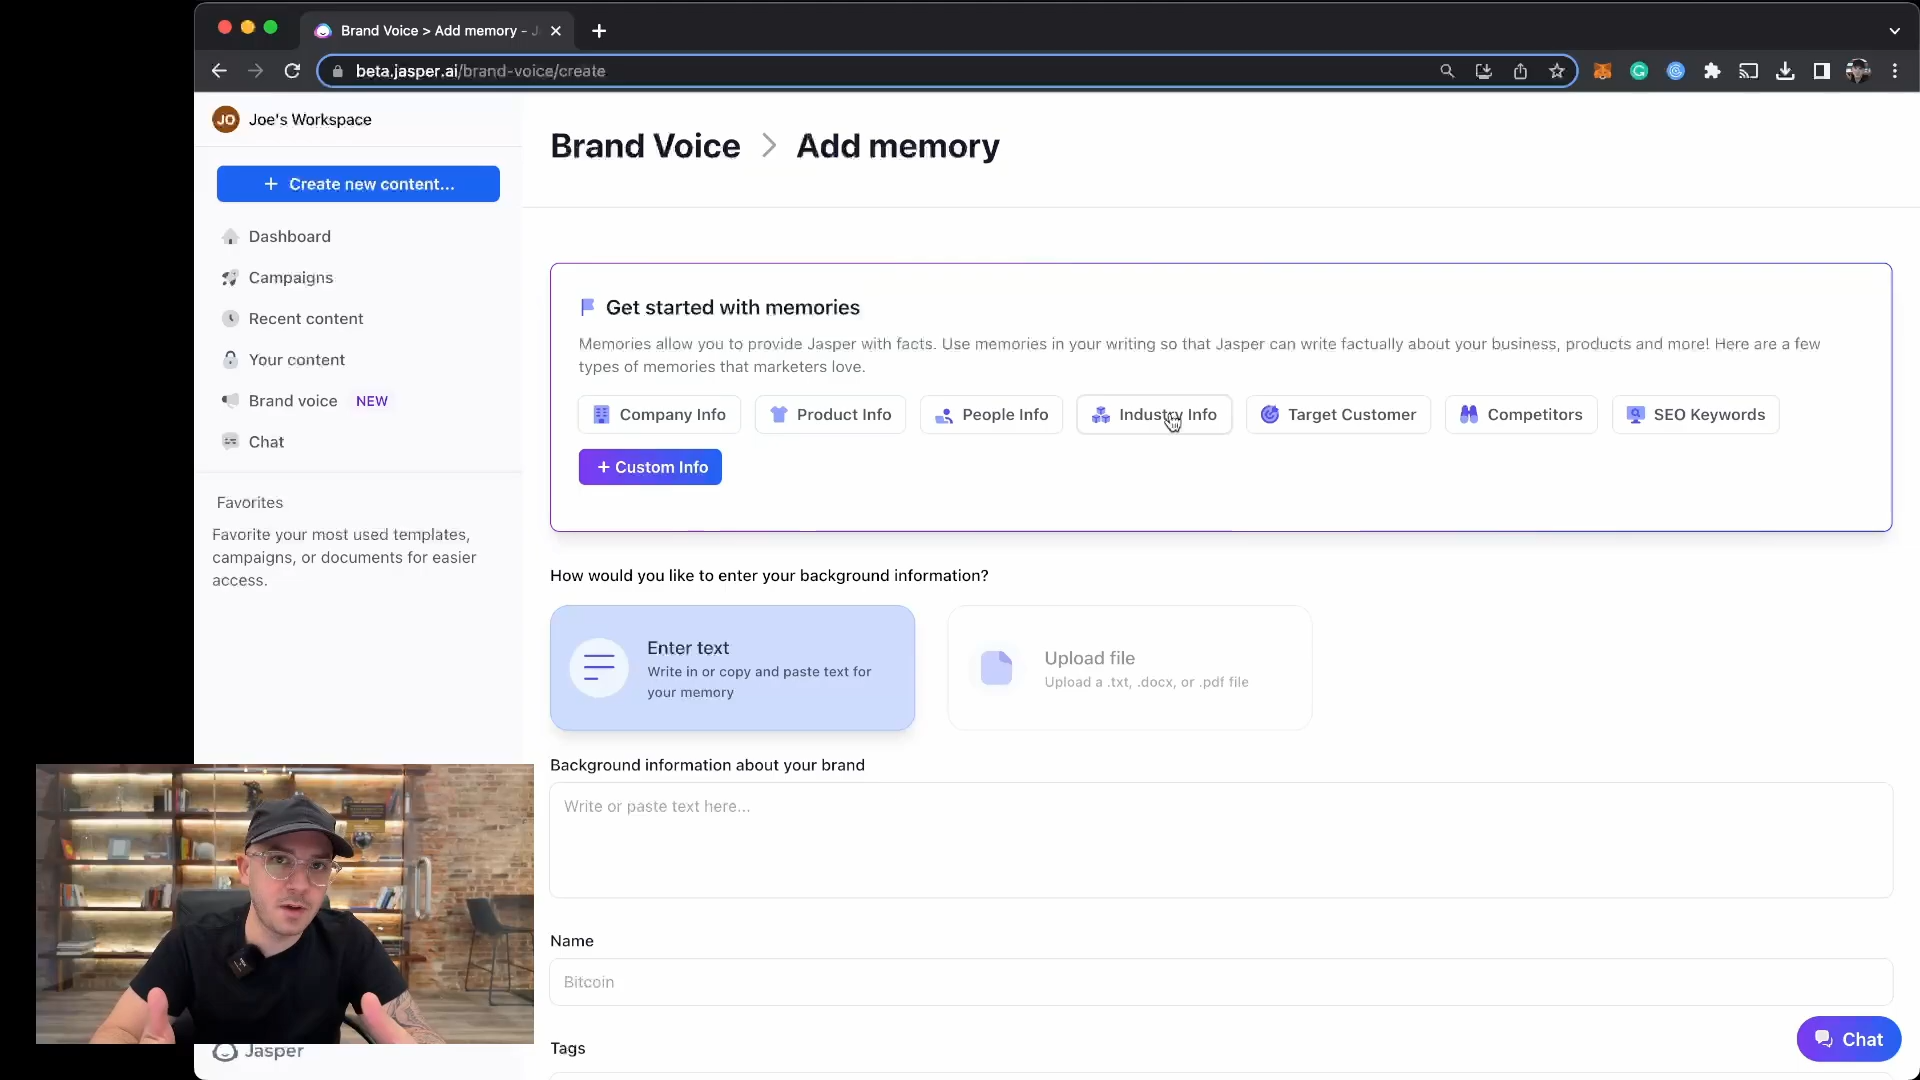 Brand Voice > Add memory - J
beta.jasper.ai/brand-voice/create
JO Joe's Workspace
+ Create new content...
Dashboard
Campaigns
Recent content
Your content
Brand voice NEW
Chat
Favorites
Favorite your most used templates,
campaigns, or documents for easier
access.
Jasper
Brand Voice > Add memory
Get started with memories
Memories allow you to provide Jasper with facts. Use memories in your writing so that Jasper can write factually about your business, products and more! Here are a few
types of memories that marketers love.
Company Info Product Info People Info Industry Info Target Customer Competitors SEO Keywords
+ Custom Info
How would you like to enter your background information?
Enter text
Write in or copy and paste text for
your memory
Upload file
Upload a .txt, .docx, or .pdf file
Background information about your brand
Write or paste text here...
Name
Bitcoin
Tags
Chat